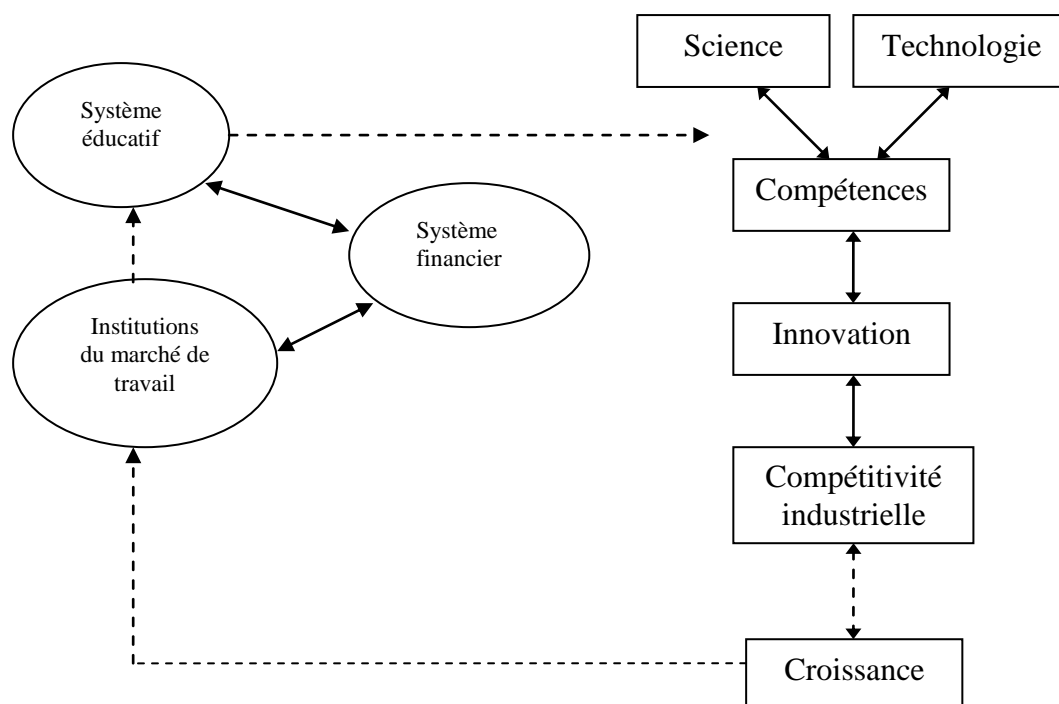 Science
Technologie
Système
éducatif
Compétences
Système
financier
Institutions
du marché de
travail
Innovation
Compétitivité
industrielle
Croissance